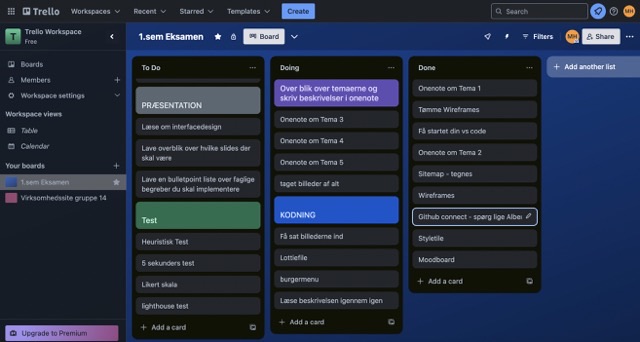 Trello
Workspaces
Recent
Starred
Templates
Create
Search
MH
T
Trello Workspace
Free
Boards
Members
Workspace settings
Workspace views
Table
Calendar
Your boards
1.sem Eksamen
Virksomhedssite gruppe 14
Upgrade to Premium
1.sem Eksamen
Board
Filters
MH
Share
To Do
PRÆSENTATION
Læse om interfacedesign
Lave overblik over hvilke slides der
skal være
Lave en bulletpoint liste over faglige
begreber du skal implementere
Test
Heuristisk Test
5 sekunders test
Likert skala
lighthouse test
Add a card
Doing
Over blik over temaerne og
skriv beskrivelser i onenote
Onenote om Tema 3
Onenote om Tema 4
Onenote om Tema 5
taget billeder af alt
KODNING
Få sat billederne ind
Lottiefile
burgermenu
Læse beskrivelsen igennem igen
Add a card
Done
Onenote om Tema 1
Tømme Wireframes
Få startet din vs code
Onenote om Tema 2
Sitemap - tegnes
Wireframes
Github connect - spørg lige Albe
Styletile
Moodboard
Add a card
Add another list